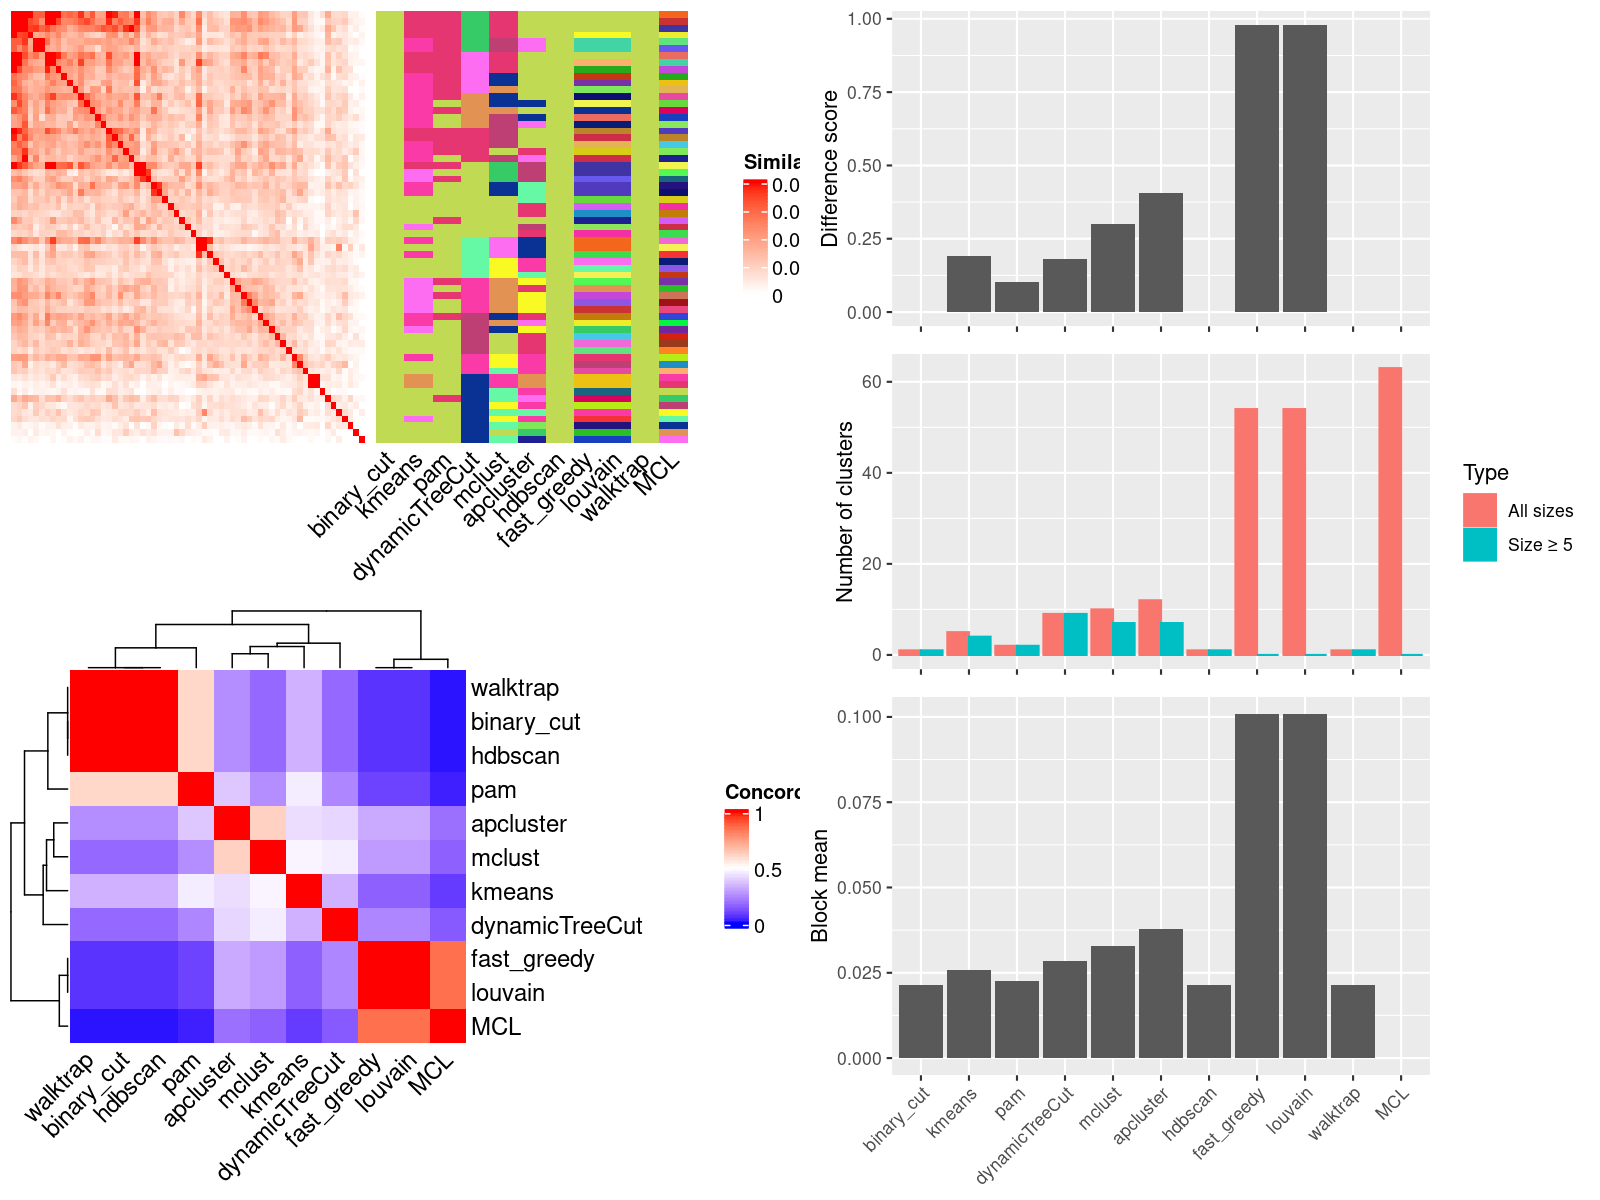 Simila
0.0
0.0
0.0
0.0
0
binary_cut
kmeans
pam
dynamicTreeCut
mclust
apcluster
hdbscan
fast_greedy
louvain
walktrap
MCL
walktrap
binary_cut
hdbscan
pam
apcluster
mclust
kmeans
dynamicTreeCut
fast_greedy
louvain
MCL
Concord
1
0.5
0
walktrap
binary_cut
hdbscan
pam
apcluster
mclust
kmeans
dynamicTreeCut
fast_greedy
louvain
MCL
Difference score
1.00
0.75
0.50
0.25
0.00
Number of clusters
60
40
20
0
Type
All sizes
Size ≥ 5
Block mean
0.100
0.075
0.050
0.025
0.000
binary_cut
kmeans
pam
dynamicTreeCut
mclust
apcluster
hdbscan
fast_greedy
louvain
walktrap
MCL